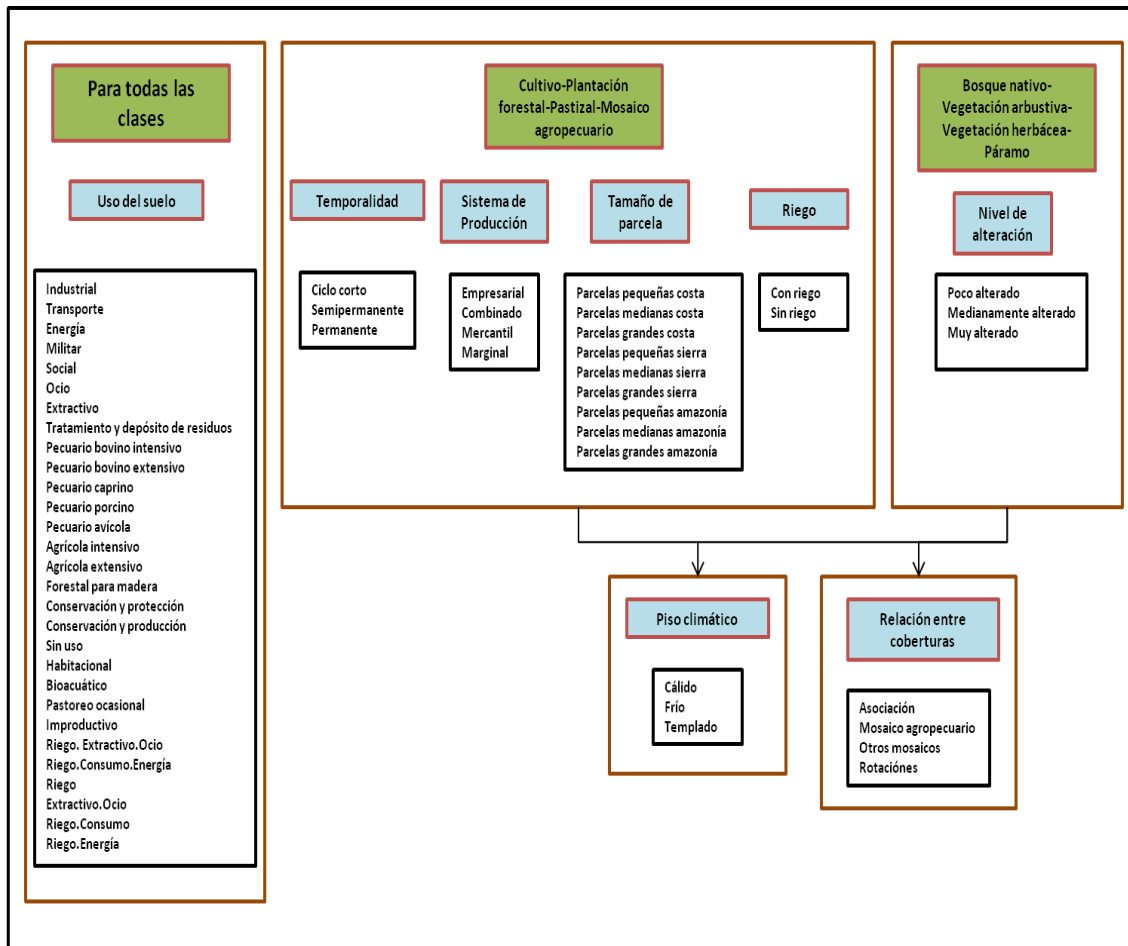 Para todas las
clases
Uso del suelo
Industrial
Transporte
Energía
Militar
Social
Ocio
Extractivo
Tratamiento y depósito de residuos
Pecuario bovino intensivo
Pecuario bovino extensivo
Pecuario caprino
Pecuario porcino
Pecuario avícola
Agrícola intensivo
Agrícola extensivo
Forestal para madera
Conservación y protección
Conservación y producción
Sin uso
Habitacional
Bioacuático
Pastoreo ocasional
Improductivo
Riego. Extractivo.Ocio
Riego.Consumo.Energía
Riego
Extractivo.Ocio
Riego.Consumo
Riego.Energía
Cultivo-Plantación
forestal-Pastizal-Mosaico
agropecuario
Temporalidad
Ciclo corto
Semipermanente
Permanente
Sistema de
Producción
Empresarial
Combinado
Mercantil
Marginal
Tamaño de
parcela
Parcelas pequeñas costa
Parcelas medianas costa
Parcelas grandes costa
Parcelas pequeñas sierra
Parcelas medianas sierra
Parcelas grandes sierra
Parcelas pequeñas amazonía
Parcelas medianas amazonía
Parcelas grandes amazonía
Riego
Con riego
Sin riego
Bosque nativo-
Vegetación arbustiva-
Vegetación herbácea-
Páramo
Nivel de
alteración
Poco alterado
Medianamente alterado
Muy alterado
Piso climático
Cálido
Frío
Templado
Relación entre
coberturas
Asociación
Mosaico agropecuario
Otros mosaicos
Rotaciónes